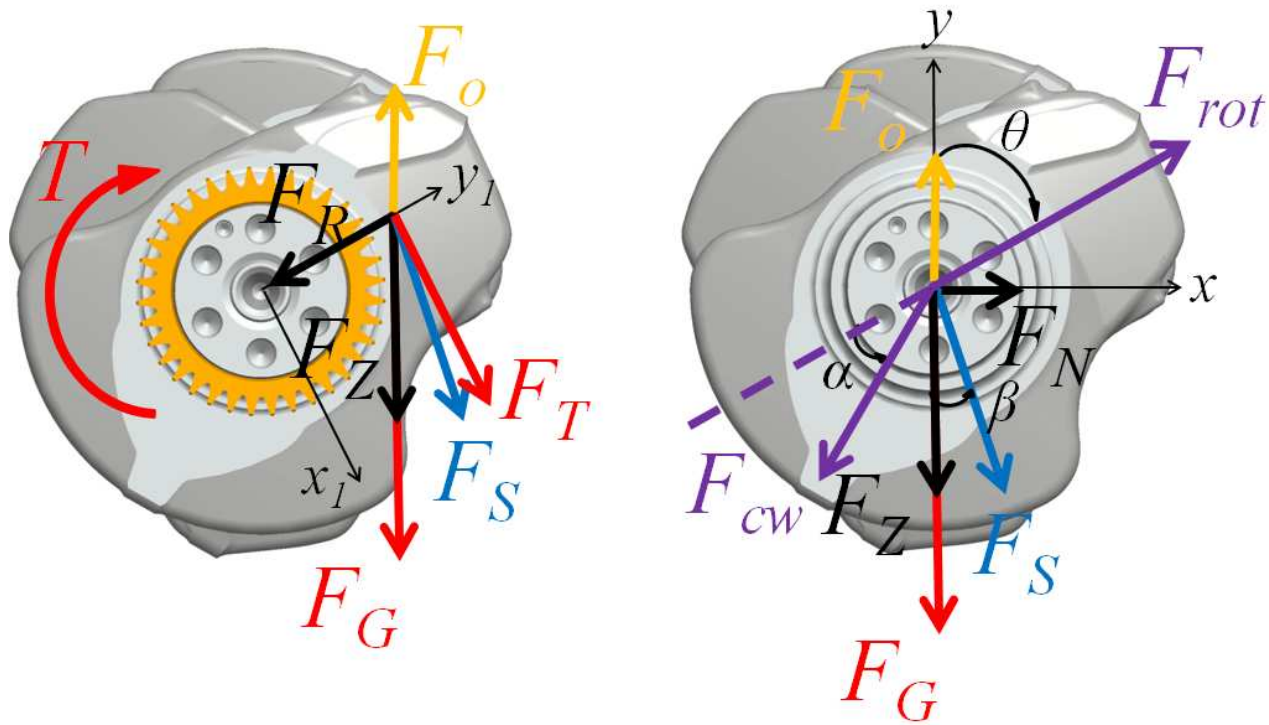 F_o
T
F_R
y_1
F_Z
F_T
x_1
F_S
F_G
y
F_o
θ
F_rot
x
α
β
F_N
F_cw
F_Z
F_S
F_G